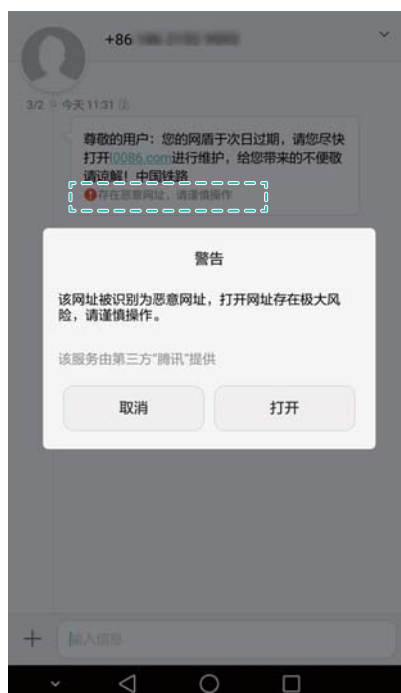 +86
3/2 今天 11:31
尊敬的用户：您的网盾于次日过期，请您尽快
打开l0086.com进行维护，给您带来的不便敬
请谅解！中国铁路
存在恶意网址，请谨慎操作
警告
该网址被识别为恶意网址，打开网址存在极大风
险，请谨慎操作。
该服务由第三方“腾讯”提供
取消 打开
输入信息